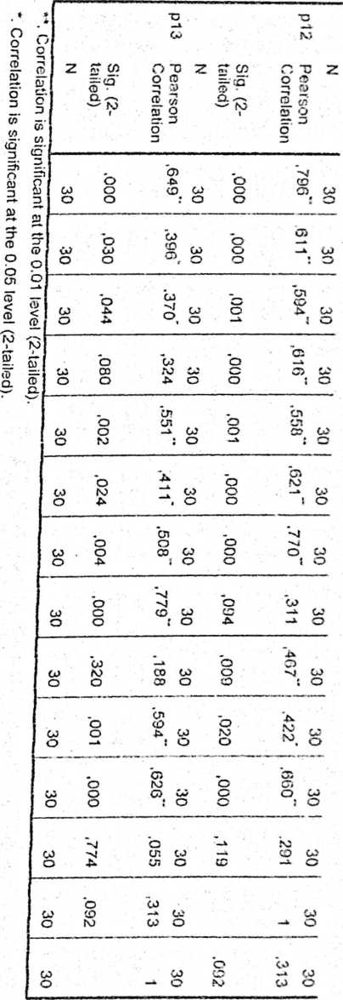 N 30 30 30 30 30 30 30 30 30 30 30 30 30 30
p12 Pearson Correlation ,796** ,611** ,594** ,616** ,558** ,621** ,770** ,311 ,467** ,422* ,660** ,291 1 ,313
Sig. (2-tailed) ,000 ,000 ,001 ,000 ,001 ,000 ,000 ,094 ,009 ,020 ,000 ,119 ,092
N 30 30 30 30 30 30 30 30 30 30 30 30 30 30
p13 Pearson Correlation ,649** ,396* ,370* ,324 ,551** ,411* ,508** ,779** ,188 ,594** ,626** ,055 ,313 1
Sig. (2-tailed) ,000 ,030 ,044 ,080 ,002 ,024 ,004 ,000 ,320 ,001 ,000 ,774 ,092
N 30 30 30 30 30 30 30 30 30 30 30 30 30 30
**. Correlation is significant at the 0.01 level (2-tailed).
*. Correlation is significant at the 0.05 level (2-tailed).